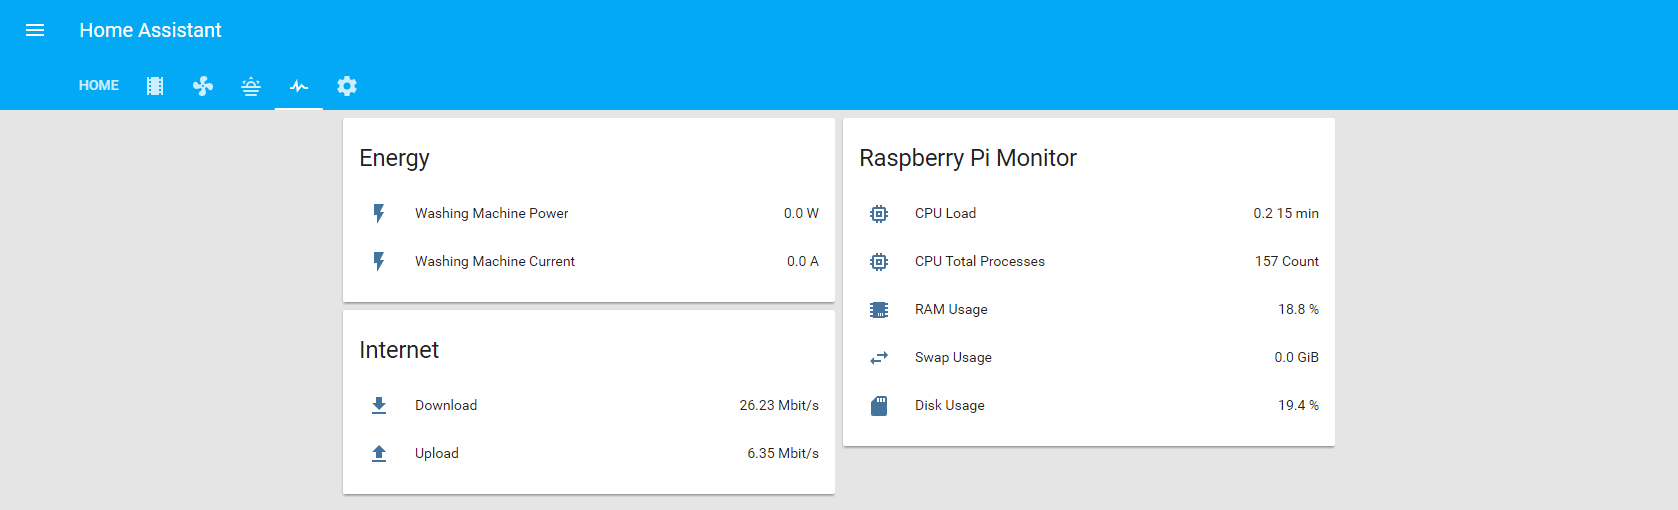 Home Assistant
HOME
Energy
Washing Machine Power 0.0 W
Washing Machine Current 0.0 A
Internet
Download 26.23 Mbit/s
Upload 6.35 Mbit/s
Raspberry Pi Monitor
CPU Load 0.2 15 min
CPU Total Processes 157 Count
RAM Usage 18.8 %
Swap Usage 0.0 GiB
Disk Usage 19.4 %